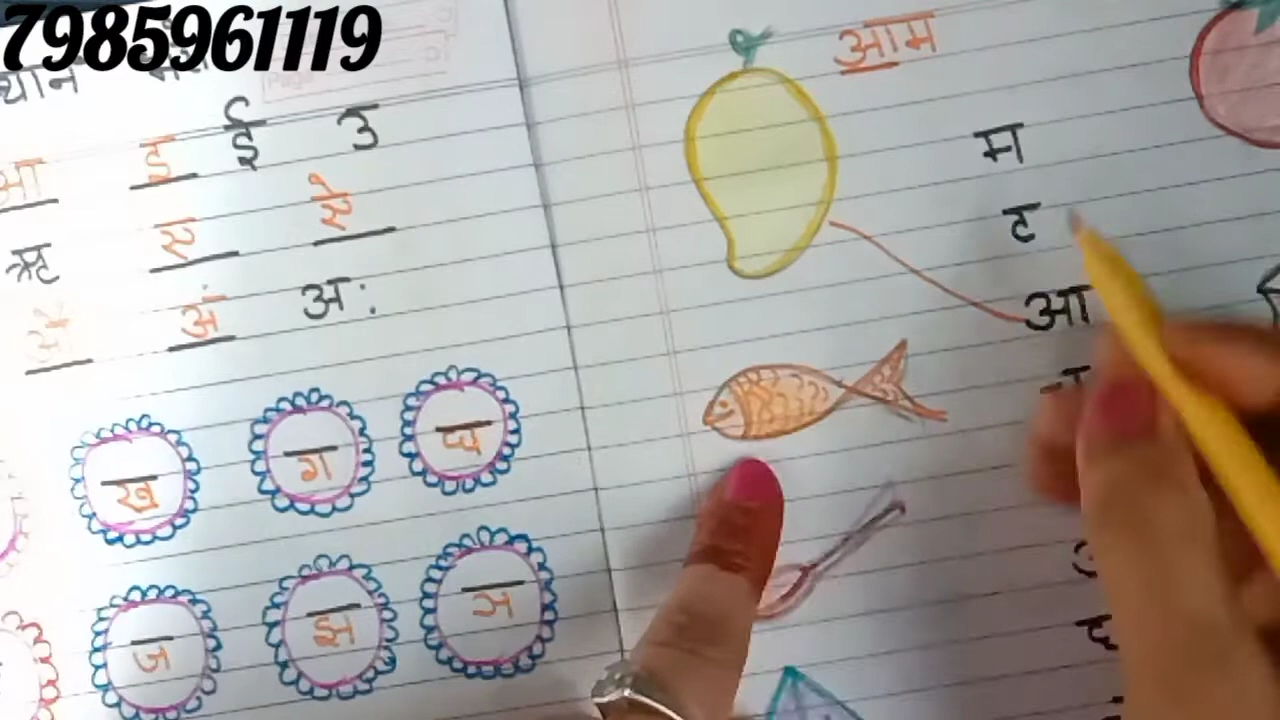 7985961119
आ इ ई उ
ऋ ए ऐ
औ अं अः
ख ग घ
ज झ ञ
आम
म
ट
आ